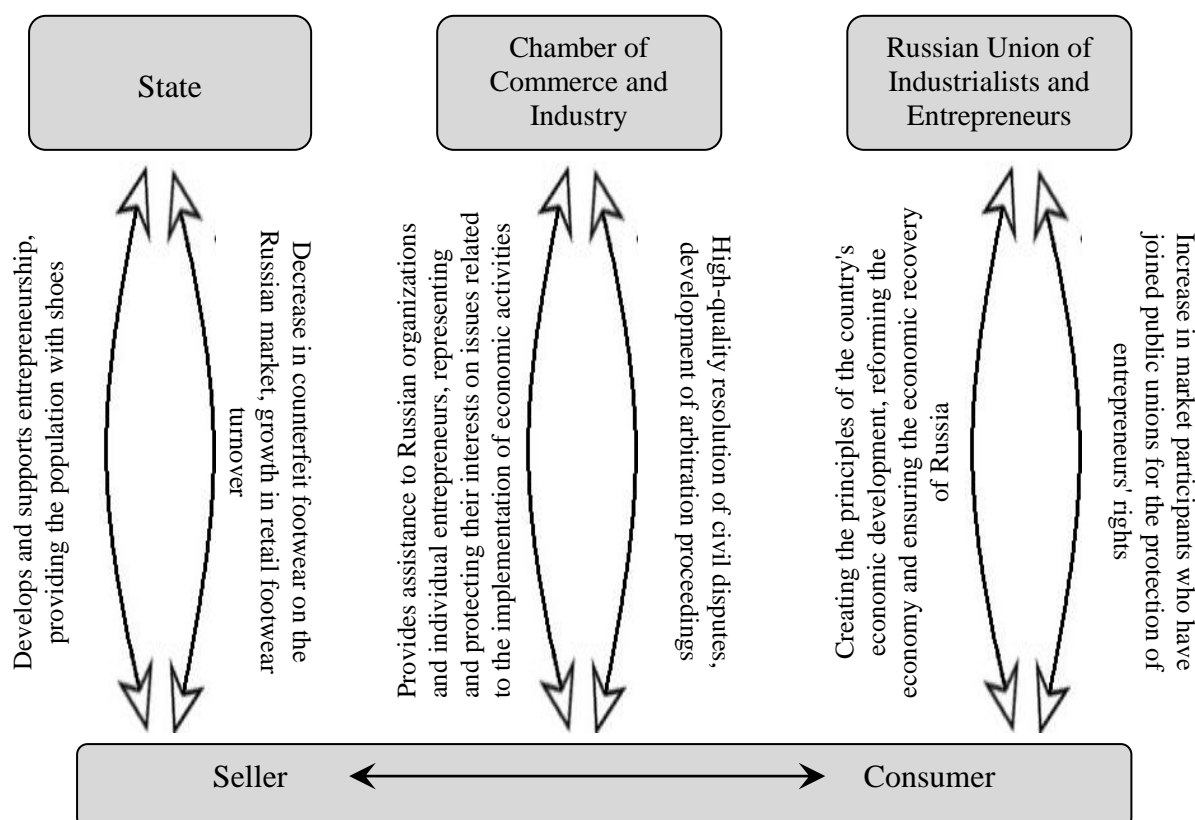 State
Chamber of
Commerce and
Industry
Russian Union of
Industrialists and
Entrepreneurs
Develops and supports entrepreneurship,
providing the population with shoes
Decrease in counterfeit footwear on the
Russian market, growth in retail footwear
turnover
Provides assistance to Russian organizations
and individual entrepreneurs, representing
and protecting their interests on issues related
to the implementation of economic activities
High-quality resolution of civil disputes,
development of arbitration proceedings
Creating the principles of the country's
economic development, reforming the
economy and ensuring the economic recovery
of Russia
Increase in market participants who have
joined public unions for the protection of
entrepreneurs' rights
Seller
Consumer